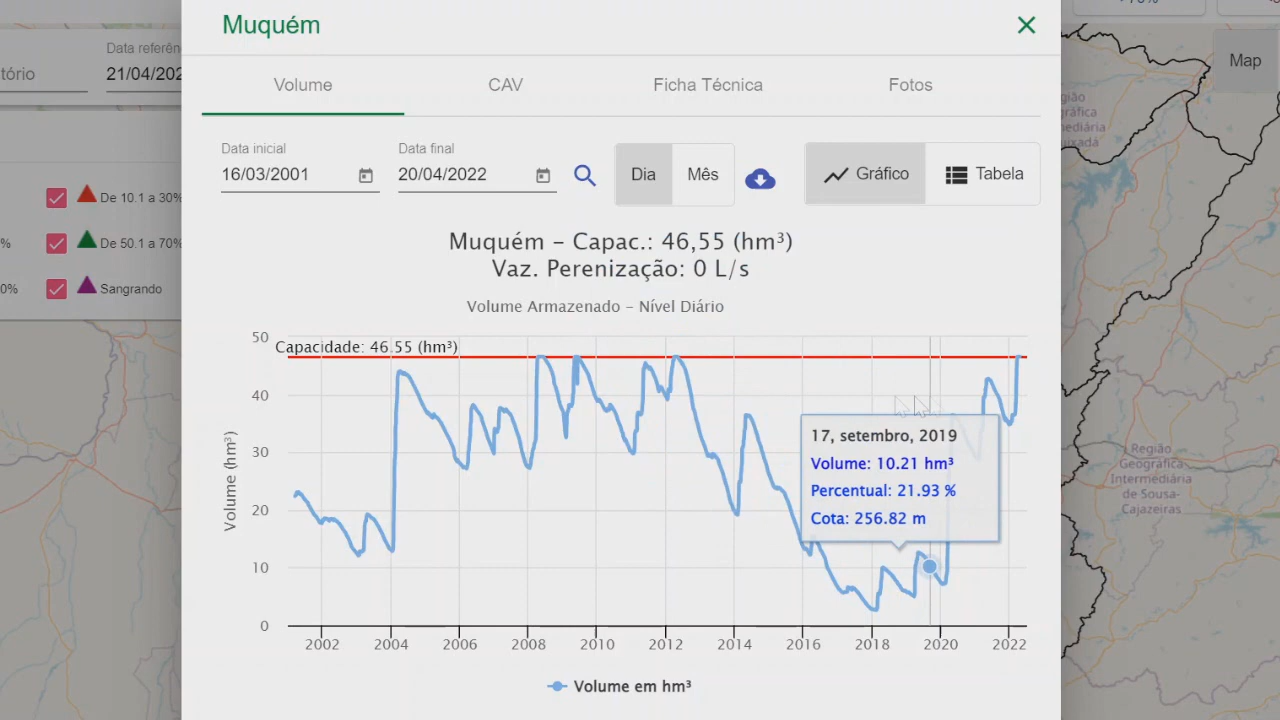 Muquém
Map
Data referên
tório
21/04/202
Volume
CAV
Ficha Técnica
Fotos
Data inicial
Data final
16/03/2001
20/04/2022
Dia
Mês
Gráfico
Tabela
De 10.1 a 30%
%
De 50.1 a 70%
0%
Sangrando
Muquém – Capac.: 46,55 (hm³)
Vaz. Perenização: 0 L/s
Volume Armazenado – Nível Diário
Capacidade: 46.55 (hm³)
Volume (hm³)
50
40
30
20
10
0
17, setembro, 2019
Volume: 10.21 hm³
Percentual: 21.93 %
Cota: 256.82 m
2002
2004
2006
2008
2010
2012
2014
2016
2018
2020
2022
Volume em hm³
gião
gráfica
mediária
Região
Geográfica
Intermediária
de Sousa-
Cajazeiras